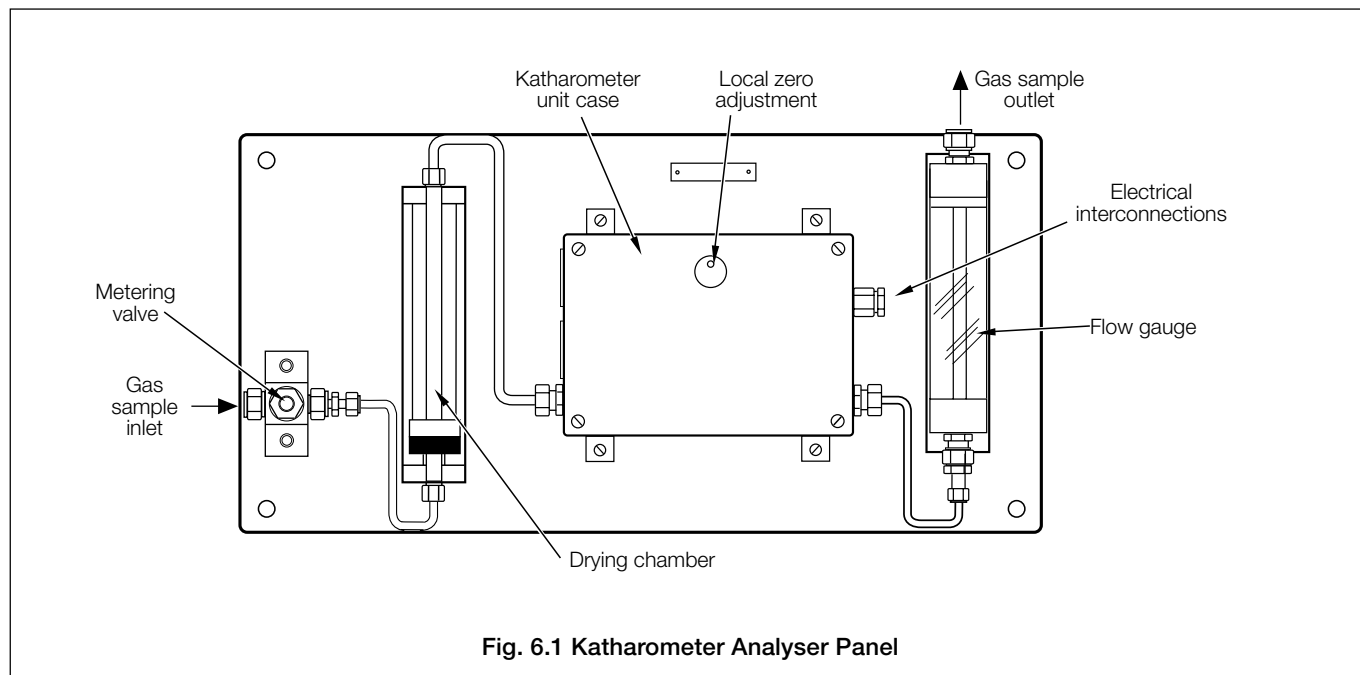 Katharometer
unit case
Local zero
adjustment
Gas sample
outlet
Electrical
interconnections
Metering
valve
Flow gauge
Gas
sample
inlet
Drying chamber
Fig. 6.1 Katharometer Analyser Panel